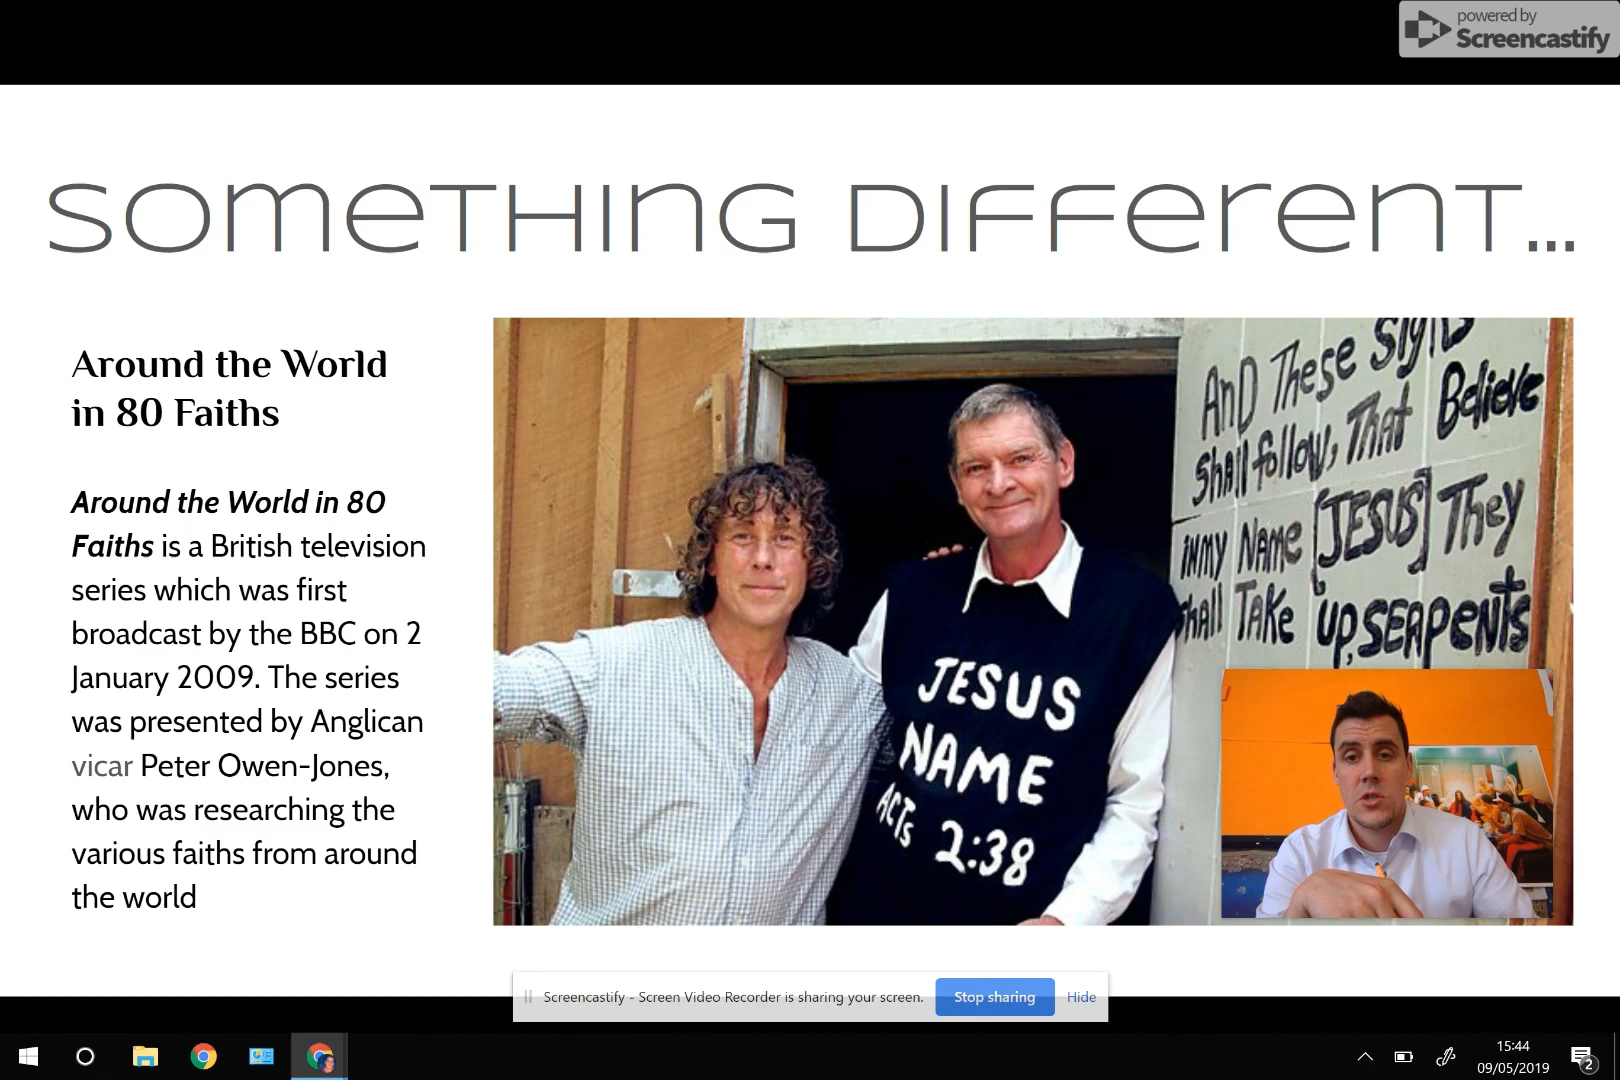 powered by
Screencastify
SOMETHING DIFFERENT...
Around the World
in 80 Faiths
Around the World in 80
Faiths is a British television
series which was first
broadcast by the BBC on 2
January 2009. The series
was presented by Anglican
vicar Peter Owen-Jones,
who was researching the
various faiths from around
the world
AND These Signs
shall follow, That Believe
in my NAME [JESUS] They
shall TAKe up, SERPENTS
JESUS
NAME
ACTs 2:38
Screencastify - Screen Video Recorder is sharing your screen.
Stop sharing
Hide
15:44
09/05/2019
2